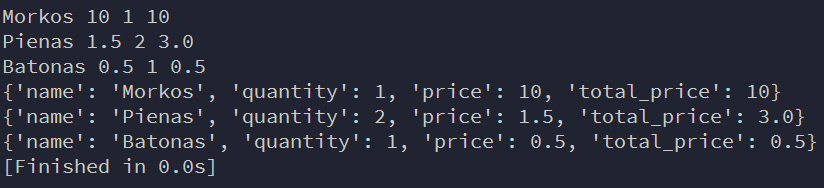 Morkos 10 1 10
Pienas 1.5 2 3.0
Batonas 0.5 1 0.5
{'name': 'Morkos', 'quantity': 1, 'price': 10, 'total_price': 10}
{'name': 'Pienas', 'quantity': 2, 'price': 1.5, 'total_price': 3.0}
{'name': 'Batonas', 'quantity': 1, 'price': 0.5, 'total_price': 0.5}
[Finished in 0.0s]